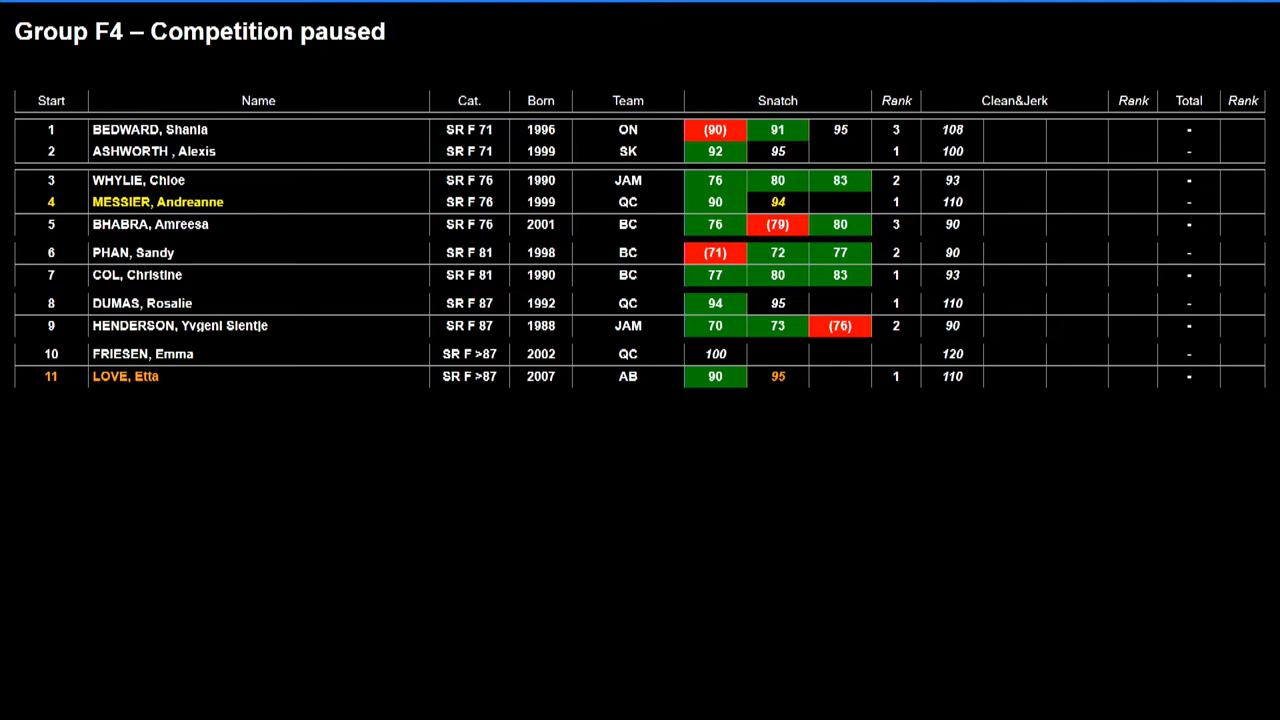 Group F4 – Competition paused
Start Name Cat. Born Team Snatch Rank Clean&Jerk Rank Total Rank
1 BEDWARD, Shania SR F 71 1996 ON (90) 91 95 3 108 -
2 ASHWORTH , Alexis SR F 71 1999 SK 92 95 1 100 -
3 WHYLIE, Chloe SR F 76 1990 JAM 76 80 83 2 93 -
4 MESSIER, Andreanne SR F 76 1999 QC 90 94 1 110 -
5 BHABRA, Amreesa SR F 76 2001 BC 76 (79) 80 3 90 -
6 PHAN, Sandy SR F 81 1998 BC (71) 72 77 2 90 -
7 COL, Christine SR F 81 1990 BC 77 80 83 1 93 -
8 DUMAS, Rosalie SR F 87 1992 QC 94 95 1 110 -
9 HENDERSON, Yvgeni Sientje SR F 87 1988 JAM 70 73 (76) 2 90 -
10 FRIESEN, Emma SR F >87 2002 QC 100 120 -
11 LOVE, Etta SR F >87 2007 AB 90 95 1 110 -